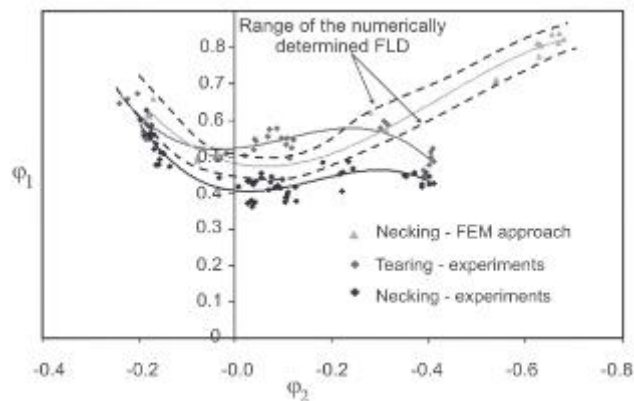 Range of the numerically
determined FLD
0.8
0.7
0.6
0.5
0.4
0.4
0.3
0.2
0.1
0
φ1
Necking - FEM approach
Tearing - experiments
Necking - experiments
-0.4
-0.2
-0.0
-0.2
-0.4
-0.6
-0.8
φ2